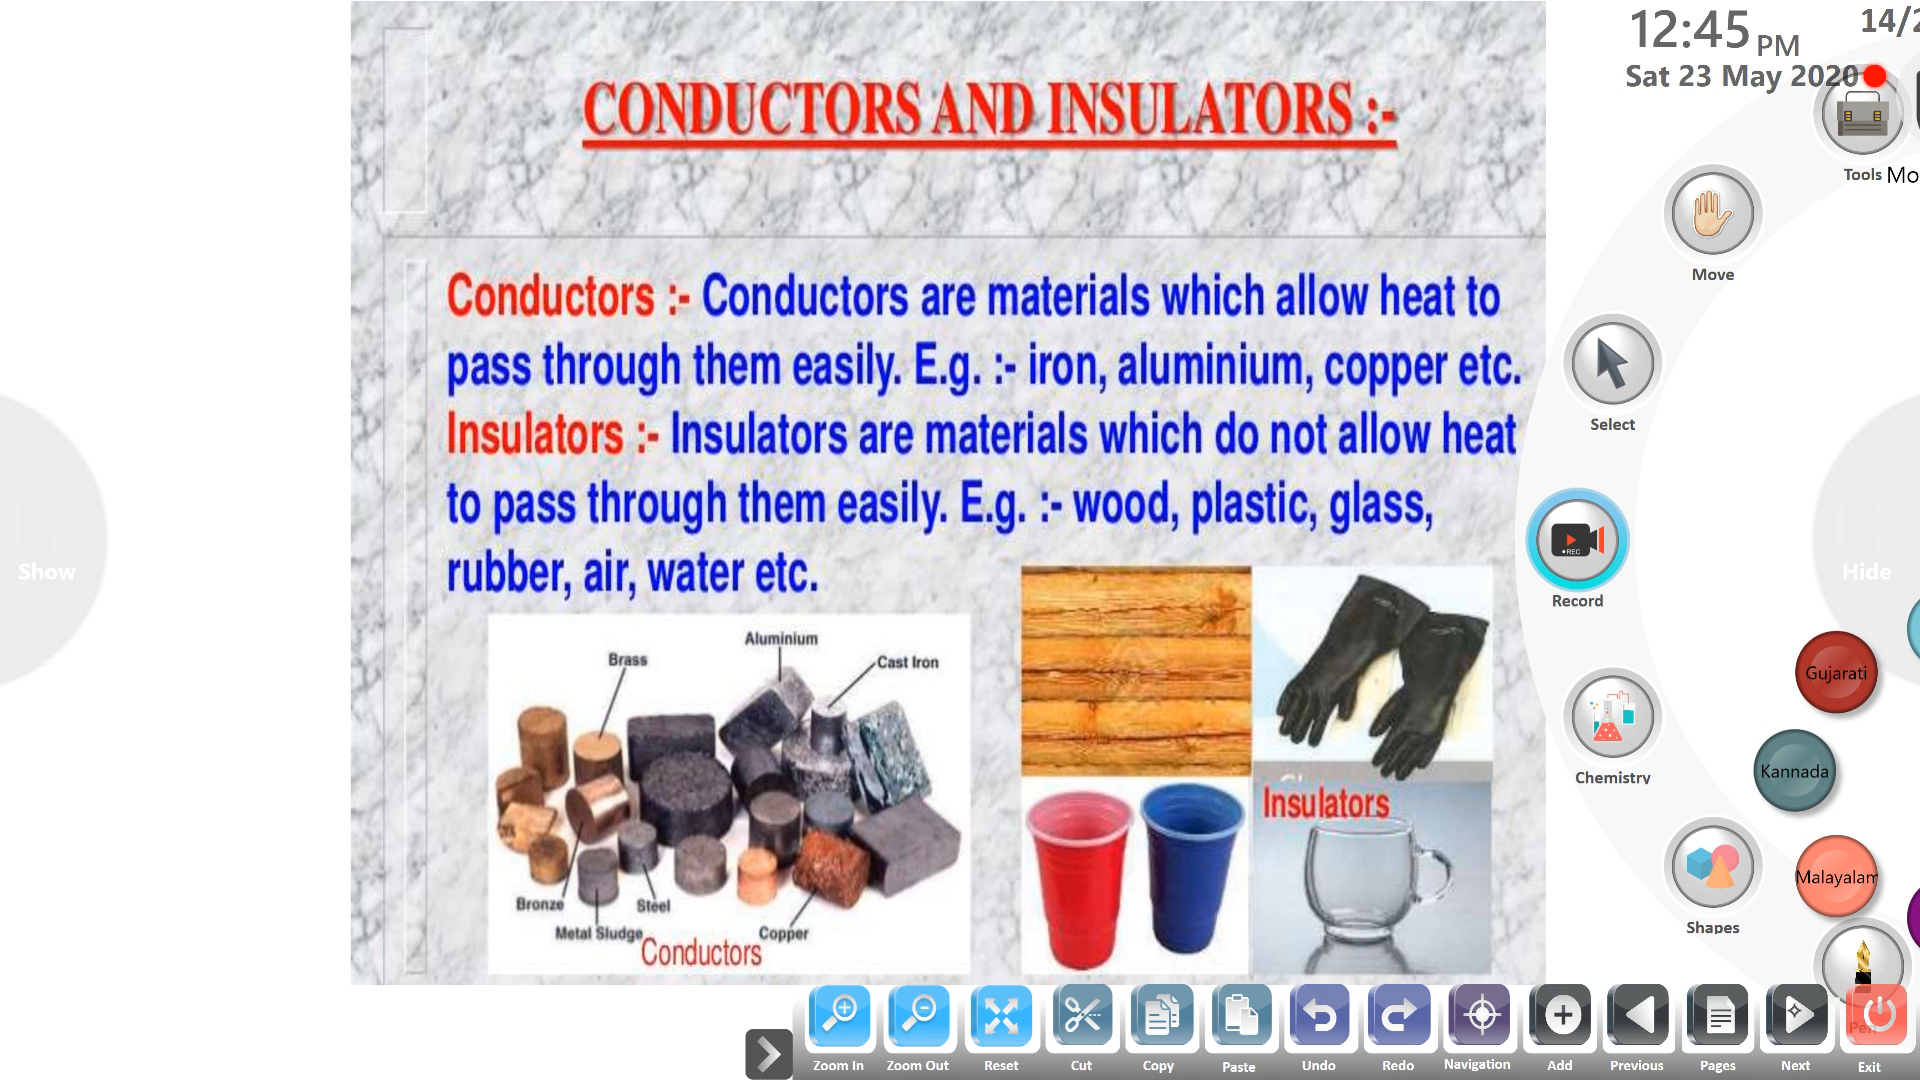 12:45 PM
14/2
Sat 23 May 2020
CONDUCTORS AND INSULATORS :-
Conductors :- Conductors are materials which allow heat to
pass through them easily. E.g. :- iron, aluminium, copper etc.
Insulators :- Insulators are materials which do not allow heat
to pass through them easily. E.g. :- wood, plastic, glass,
rubber, air, water etc.
Aluminium
Brass
Cast Iron
Bronze
Steel
Metal Sludge
Copper
Conductors
Insulators
Show
Tools
Mo
Move
Select
REC
Record
Hide
Gujarati
Chemistry
Kannada
Malayalam
Shapes
Zoom In
Zoom Out
Reset
Cut
Copy
Paste
Undo
Redo
Navigation
Add
Previous
Pages
Next
Exit